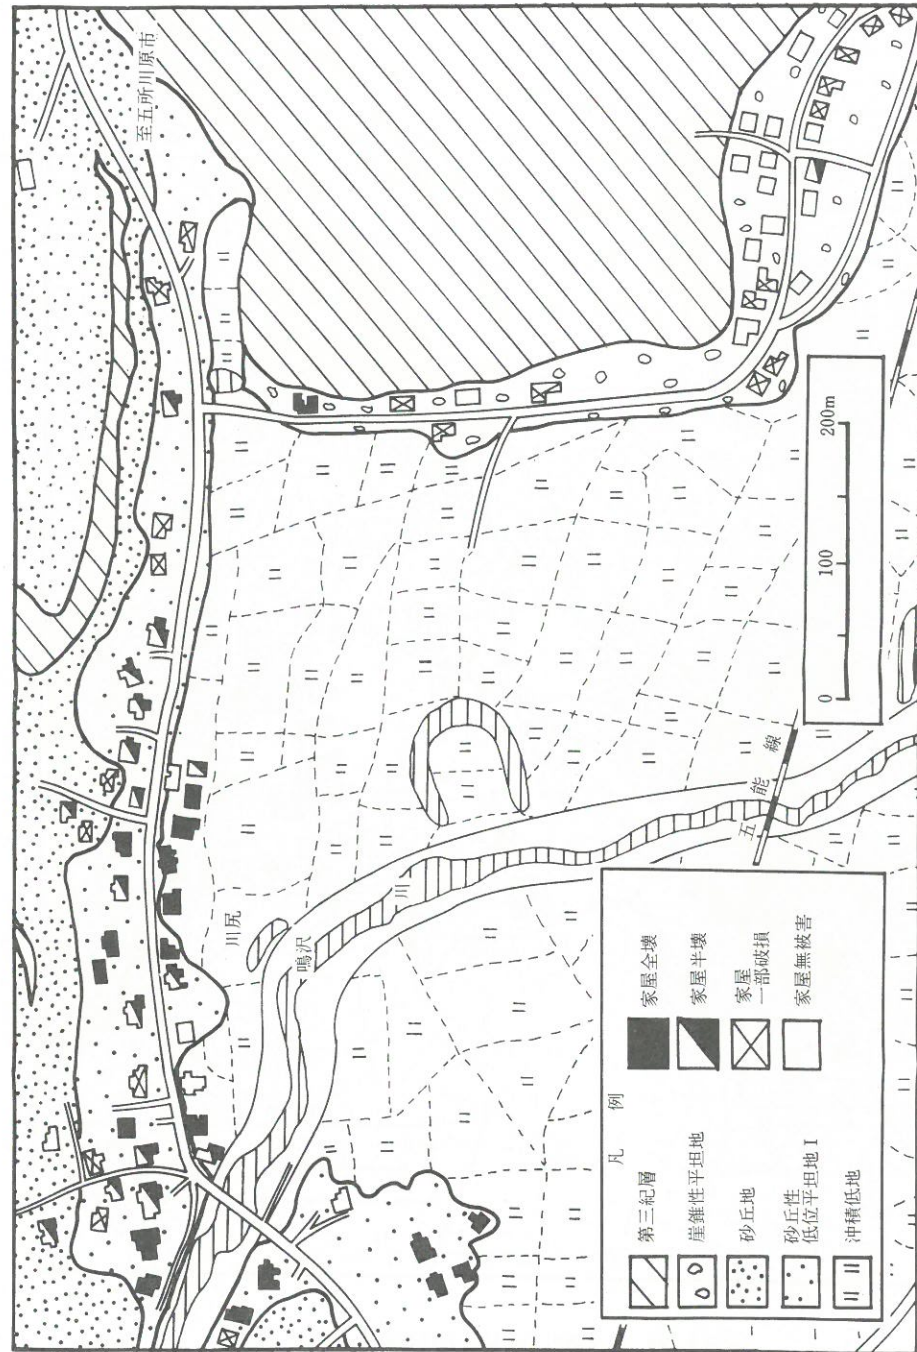 至五所川原市
川尻
鳴沢
川
五能線
0 100 200m
凡例
第三紀層
崖錐性平坦地
砂丘地
砂丘性
低位平坦地I
沖積低地
家屋全壊
家屋半壊
家屋
一部破損
家屋無被害